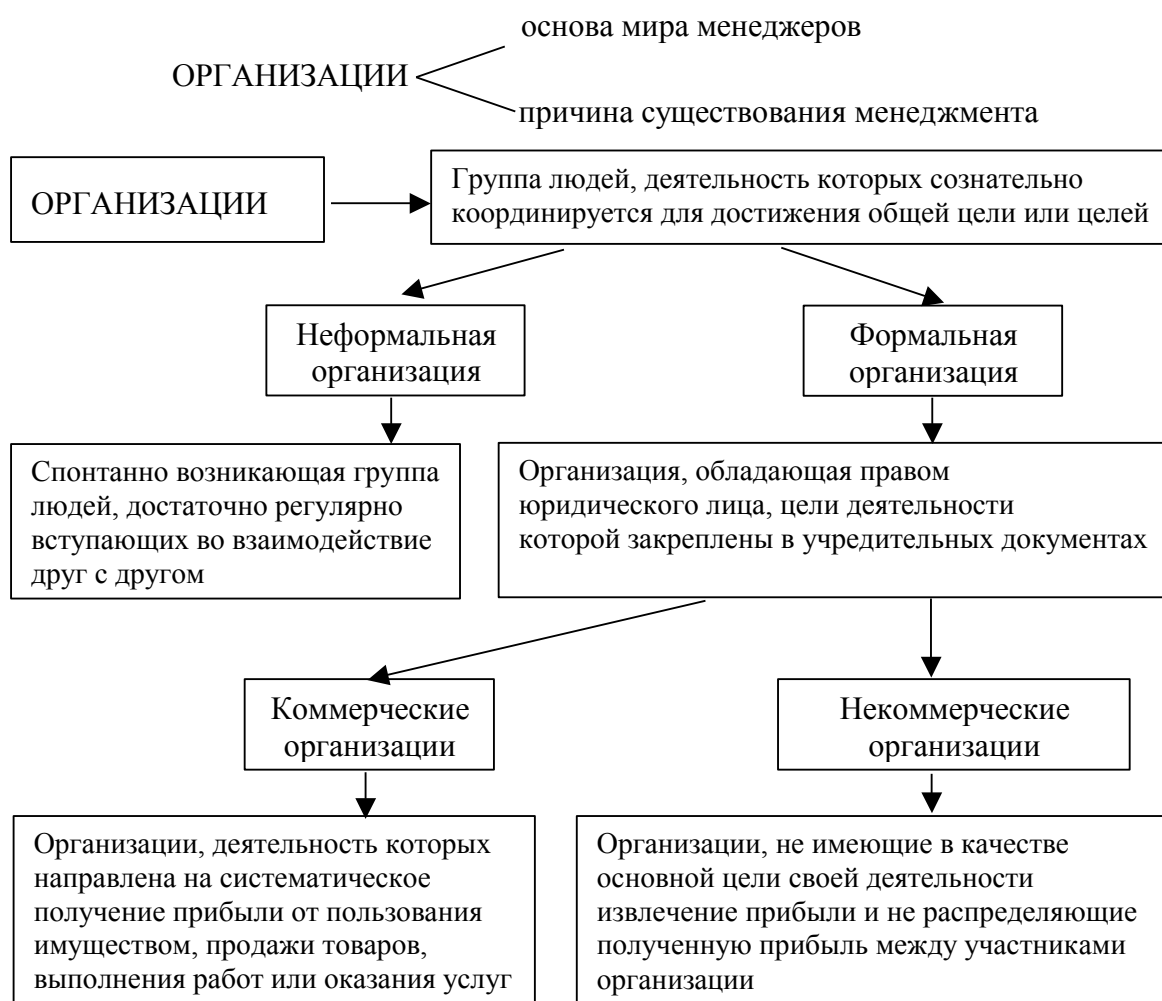 основа мира менеджеров
ОРГАНИЗАЦИИ
причина существования менеджмента
ОРГАНИЗАЦИИ
Группа людей, деятельность которых сознательно
координируется для достижения общей цели или целей
Неформальная
организация
Формальная
организация
Спонтанно возникающая группа
людей, достаточно регулярно
вступающих во взаимодействие
друг с другом
Организация, обладающая правом
юридического лица, цели деятельности
которой закреплены в учредительных документах
Коммерческие
организации
Некоммерческие
организации
Организации, деятельность которых
направлена на систематическое
получение прибыли от пользования
имуществом, продажи товаров,
выполнения работ или оказания услуг
Организации, не имеющие в качестве
основной цели своей деятельности
извлечение прибыли и не распределяющие
полученную прибыль между участниками
организации